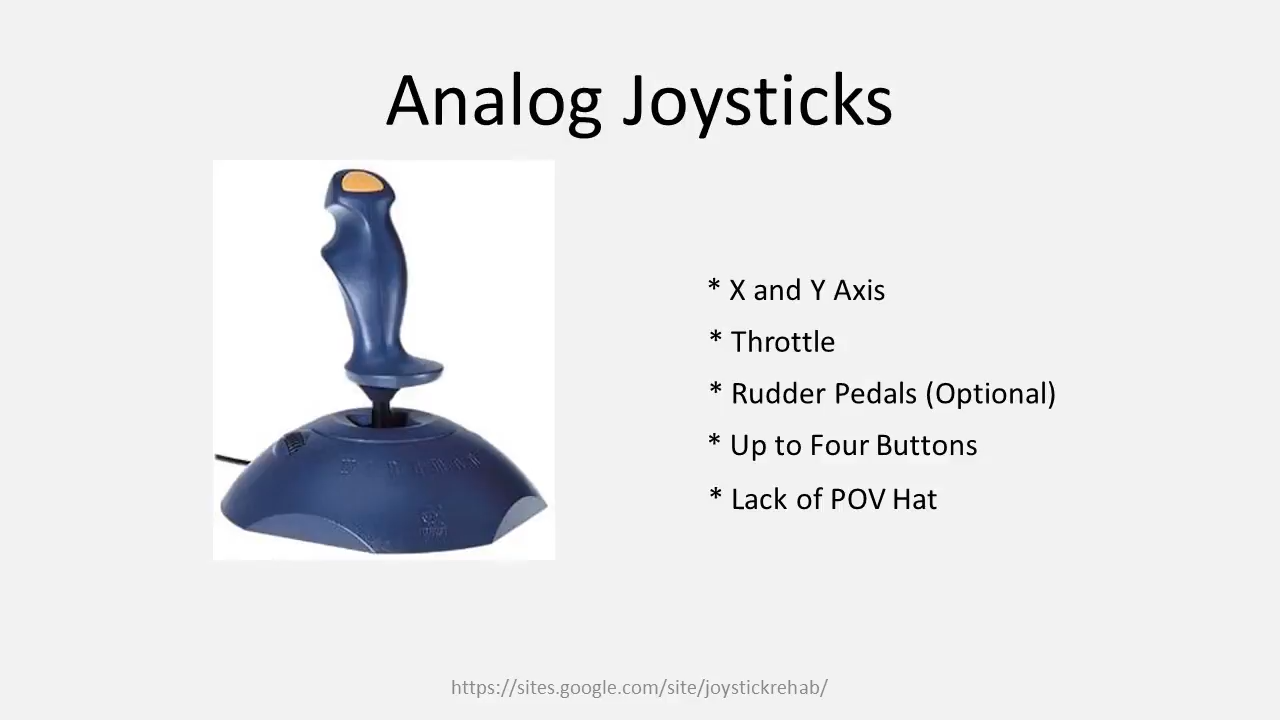 Analog Joysticks
* X and Y Axis
* Throttle
* Rudder Pedals (Optional)
* Up to Four Buttons
* Lack of POV Hat
https://sites.google.com/site/joystickrehab/